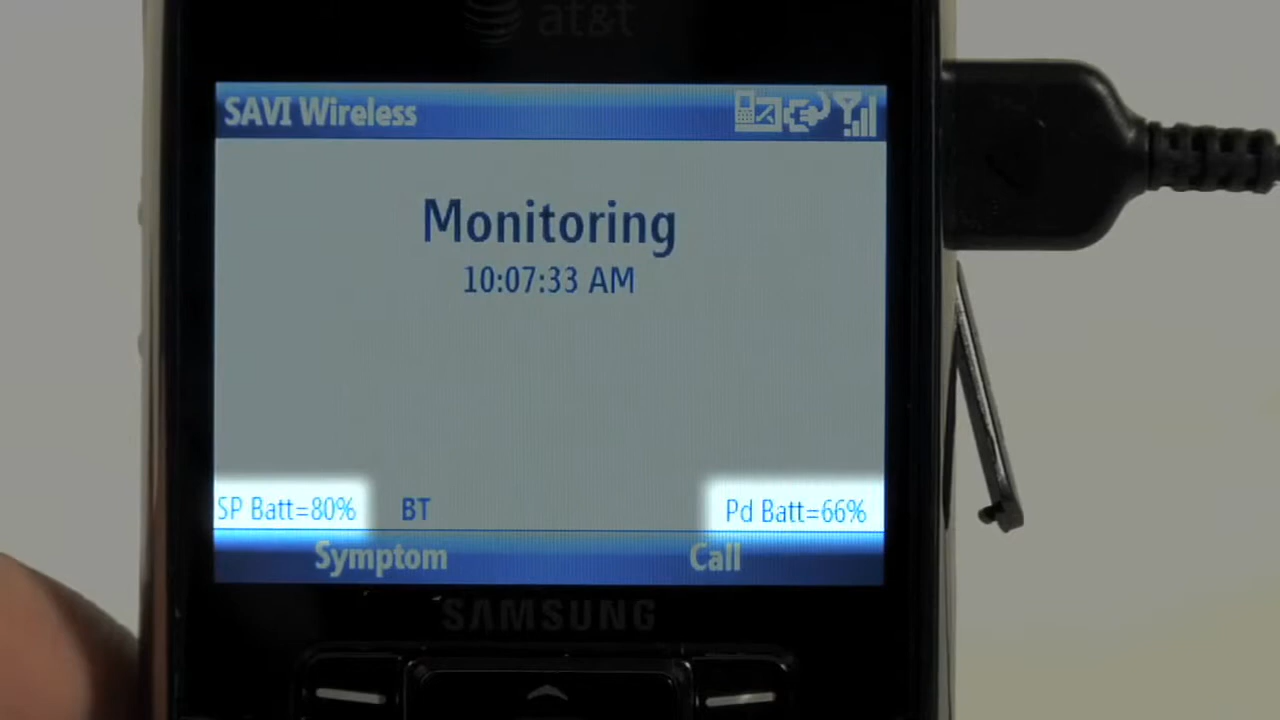 at&t
SAVI Wireless
Monitoring
10:07:33 AM
SP Batt=80% BT Pd Batt=66%
Symptom Call
SAMSUNG